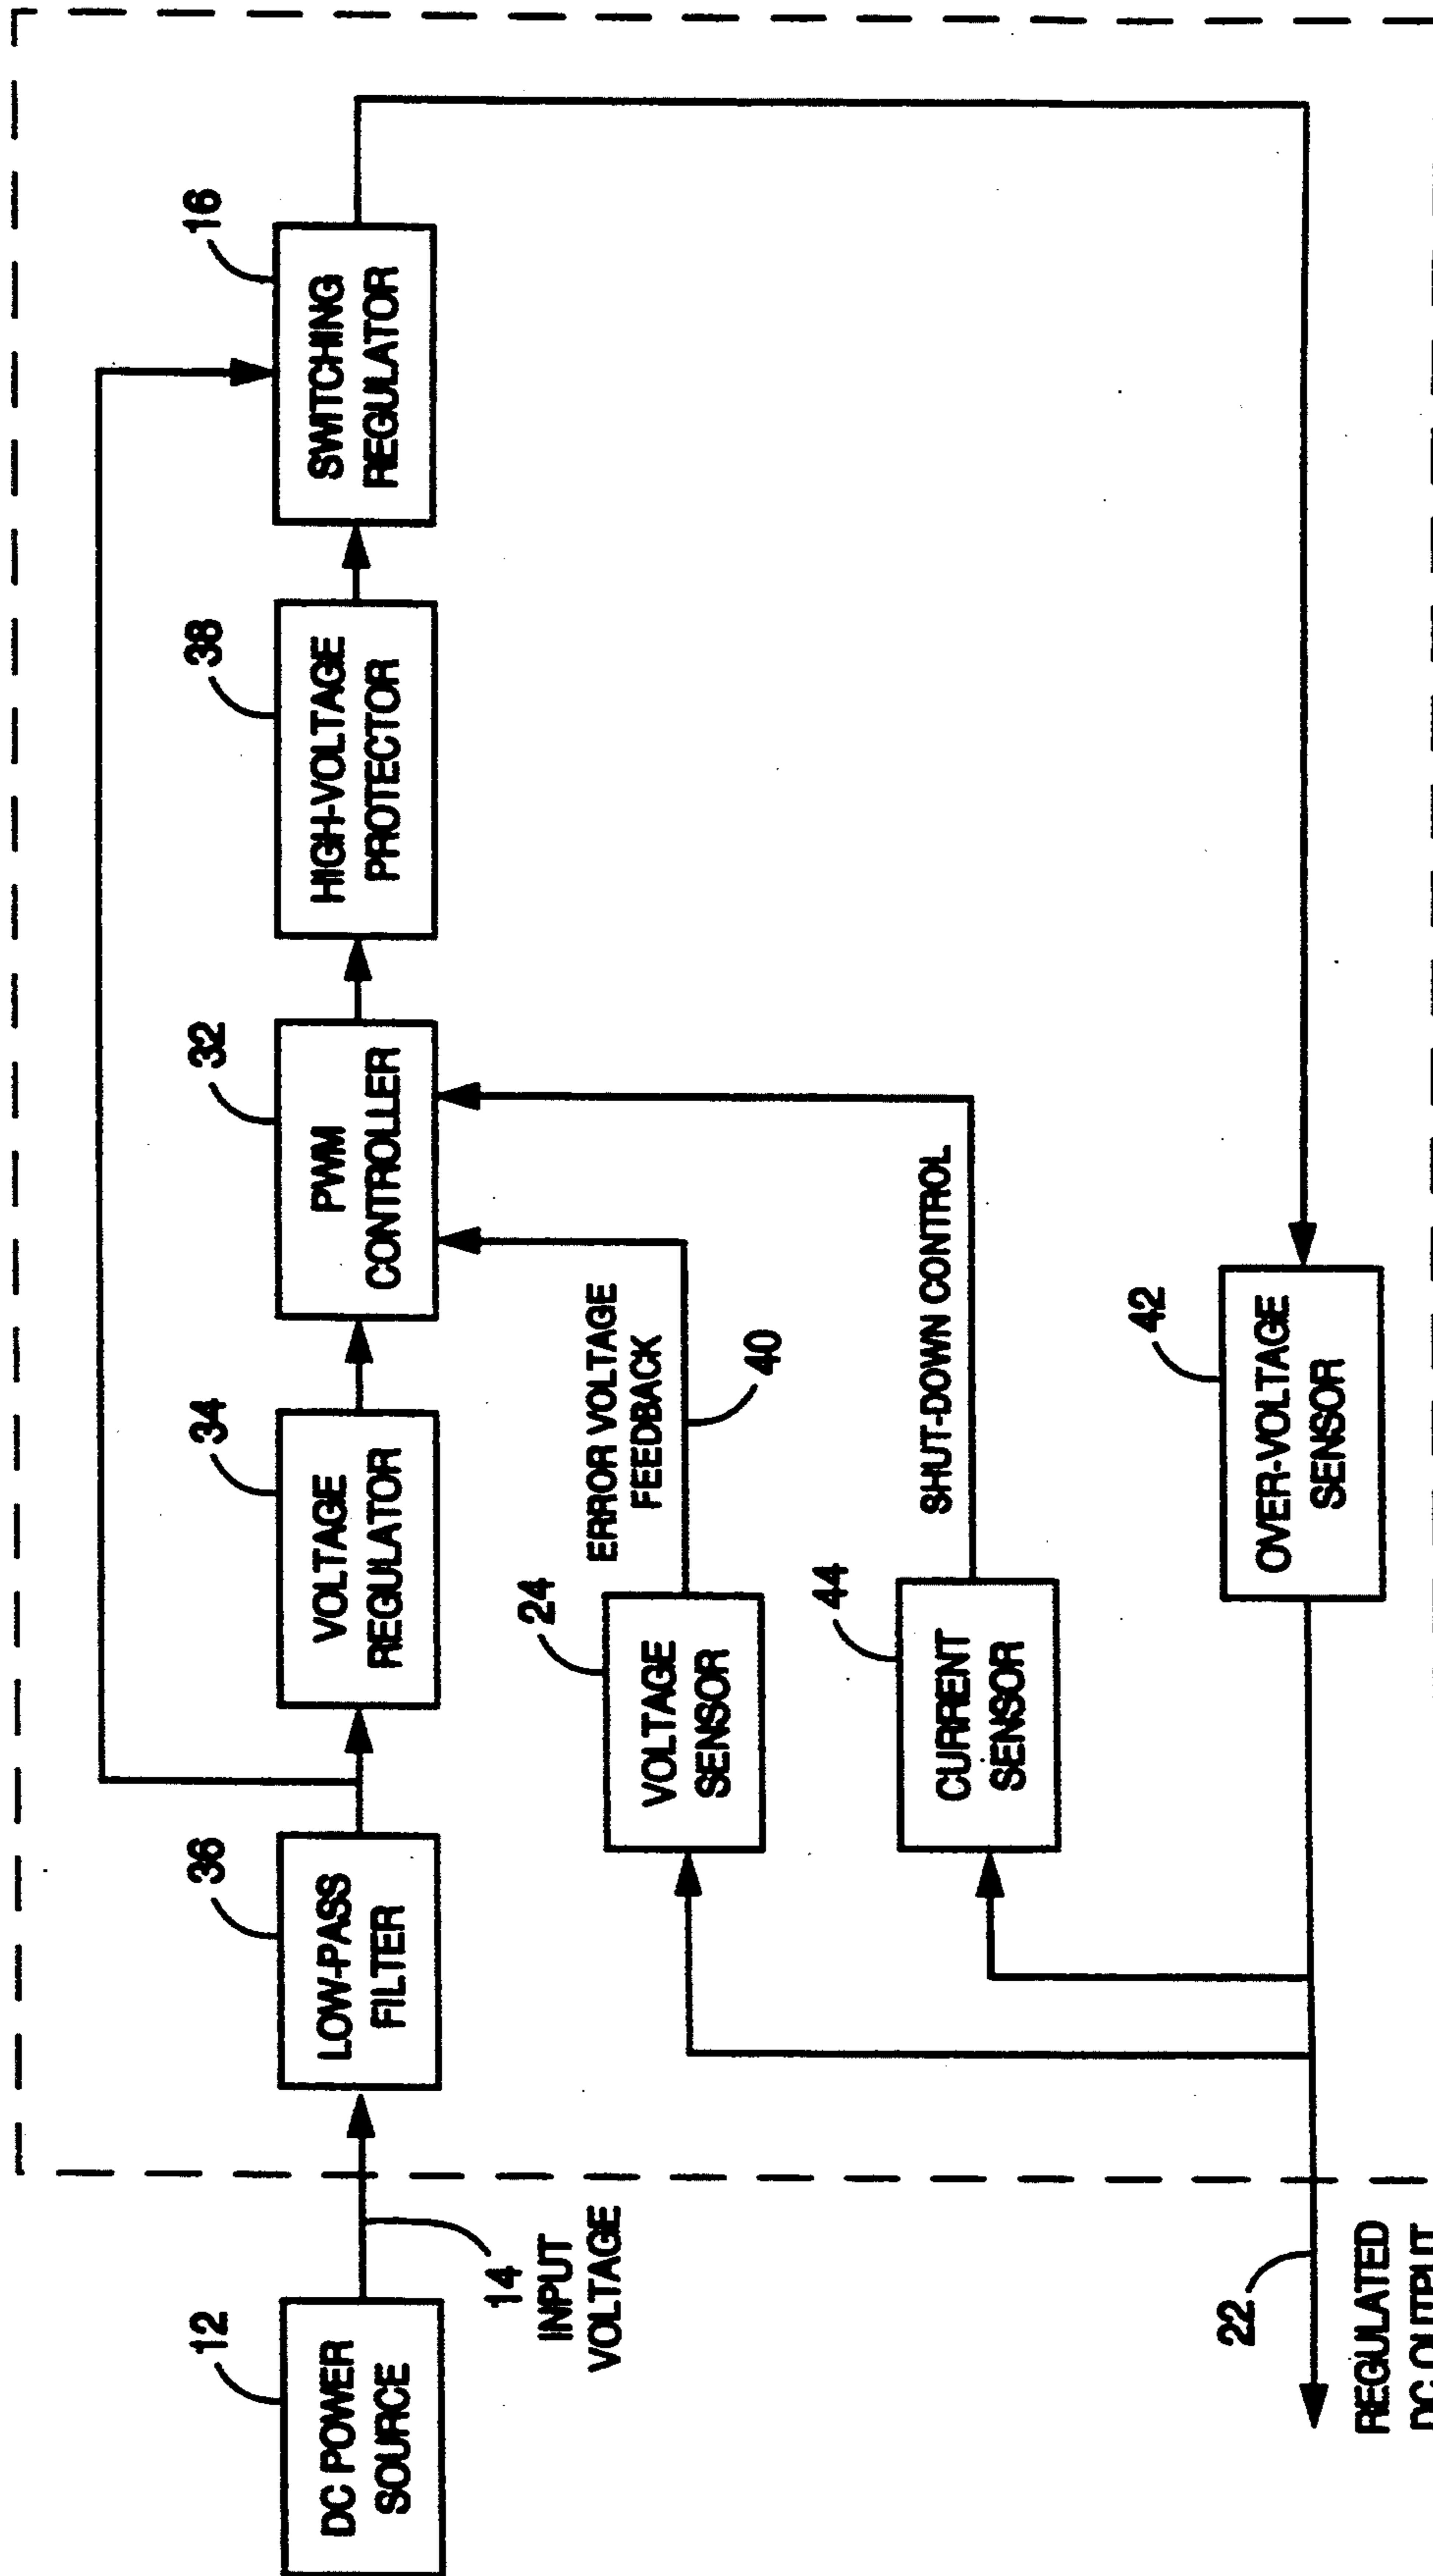 12
DC POWER
SOURCE
14
INPUT
VOLTAGE
36
LOW-PASS
FILTER
34
VOLTAGE
REGULATOR
32
PWM
CONTROLLER
38
HIGH-VOLTAGE
PROTECTOR
16
SWITCHING
REGULATOR
24
VOLTAGE
SENSOR
ERROR VOLTAGE
FEEDBACK
40
44
CURRENT
SENSOR
SHUT-DOWN CONTROL
42
OVER-VOLTAGE
SENSOR
22
REGULATED
DC OUTPUT